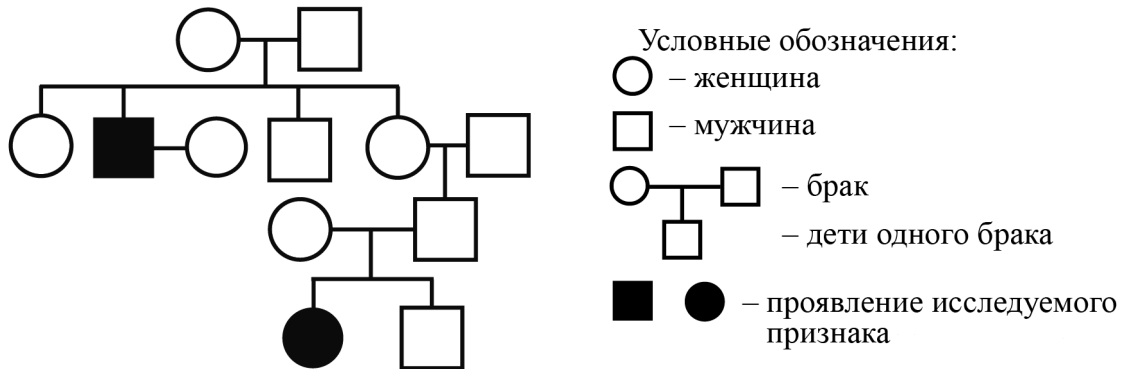 Условные обозначения:
– женщина
– мужчина
– брак
– дети одного брака
– проявление исследуемого
признака